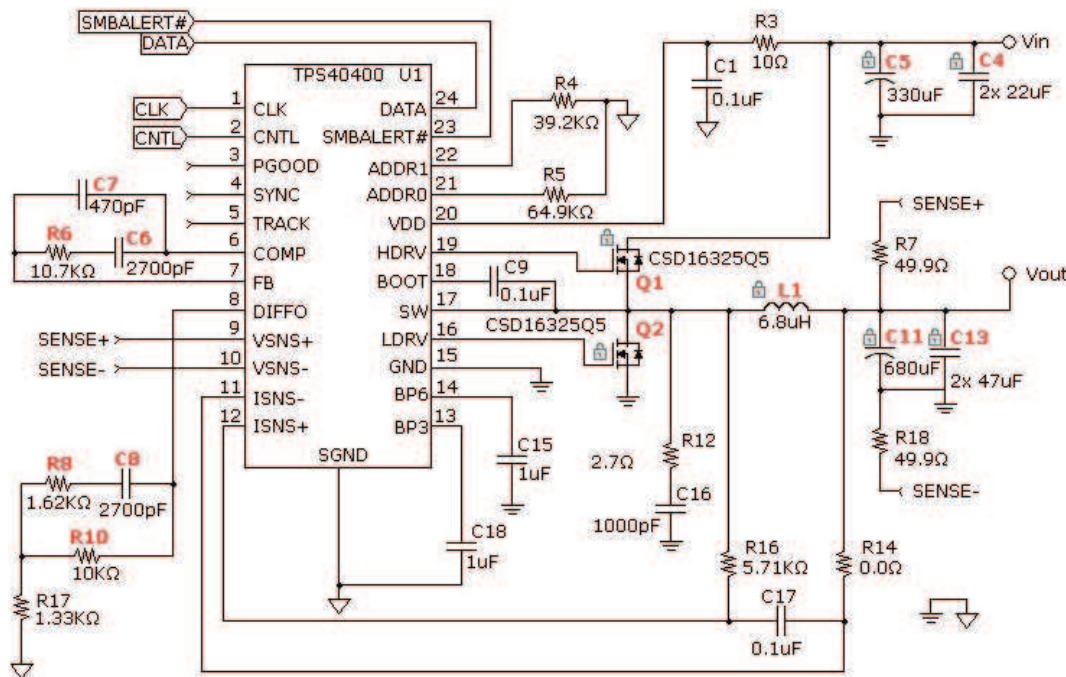 SMBALERT#
DATA
TPS40400 U1
CLK
CNTL
1 CLK
2 CNTL
3 PGOOD
4 SYNC
5 TRACK
6 COMP
7 FB
8 DIFFO
9 VSNS+
10 VSNS-
11 ISNS-
12 ISNS+
DATA 24
SMBALERT# 23
ADDR1 22
ADDR0 21
VDD 20
HDRV 19
BOOT 18
SW 17
LDRV 16
GND 15
BP6 14
BP3 13
SGND
C7
470pF
R6
10.7KΩ
C6
2700pF
SENSE+
SENSE-
R8
1.62KΩ
C8
2700pF
R10
10KΩ
R17
1.33KΩ
R4
39.2KΩ
R5
64.9KΩ
C1
0.1uF
R3
10Ω
Vin
C5
330uF
C4
2x 22uF
CSD16325Q5
Q1
C9
0.1uF
CSD16325Q5
Q2
L1
6.8uH
SENSE+
R7
49.9Ω
Vout
C11
680uF
C13
2x 47uF
R18
49.9Ω
SENSE-
R12
2.7Ω
C16
1000pF
C15
1uF
C18
1uF
R16
5.71KΩ
R14
0.0Ω
C17
0.1uF